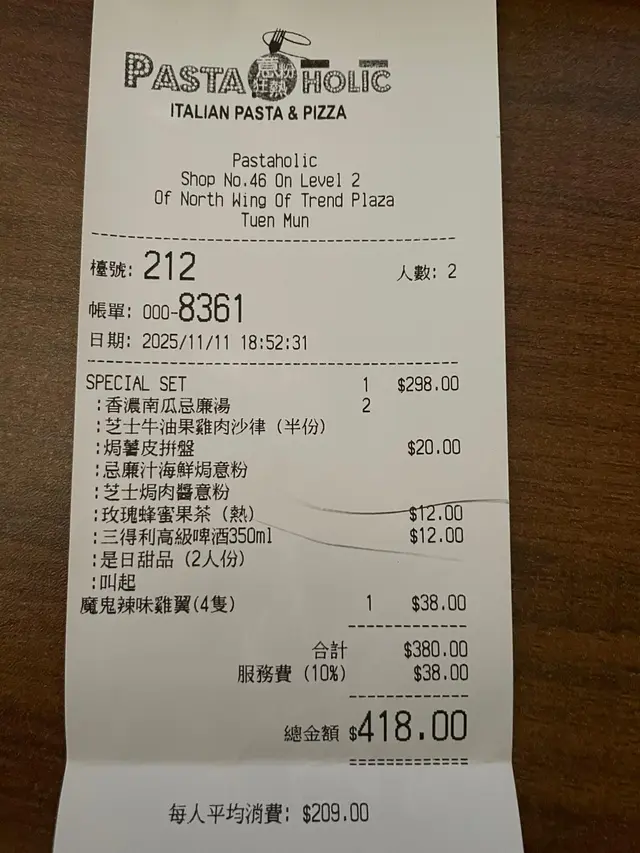 PASTA 意粉狂熱 HOLIC
ITALIAN PASTA & PIZZA
Pastaholic
Shop No.46 On Level 2
Of North Wing Of Trend Plaza
Tuen Mun
檯號: 212 人數: 2
帳單: 000-8361
日期: 2025/11/11 18:52:31
SPECIAL SET 1 $298.00
:香濃南瓜忌廉湯 2
:芝士牛油果雞肉沙律 (半份)
:焗薯皮拼盤 $20.00
:忌廉汁海鮮焗意粉
:芝士焗肉醬意粉
:玫瑰蜂蜜果茶 (熱) $12.00
:三得利高級啤酒350ml $12.00
:是日甜品 (2人份)
:叫起
魔鬼辣味雞翼(4隻) 1 $38.00
合計 $380.00
服務費 (10%) $38.00
總金額 $418.00
每人平均消費: $209.00